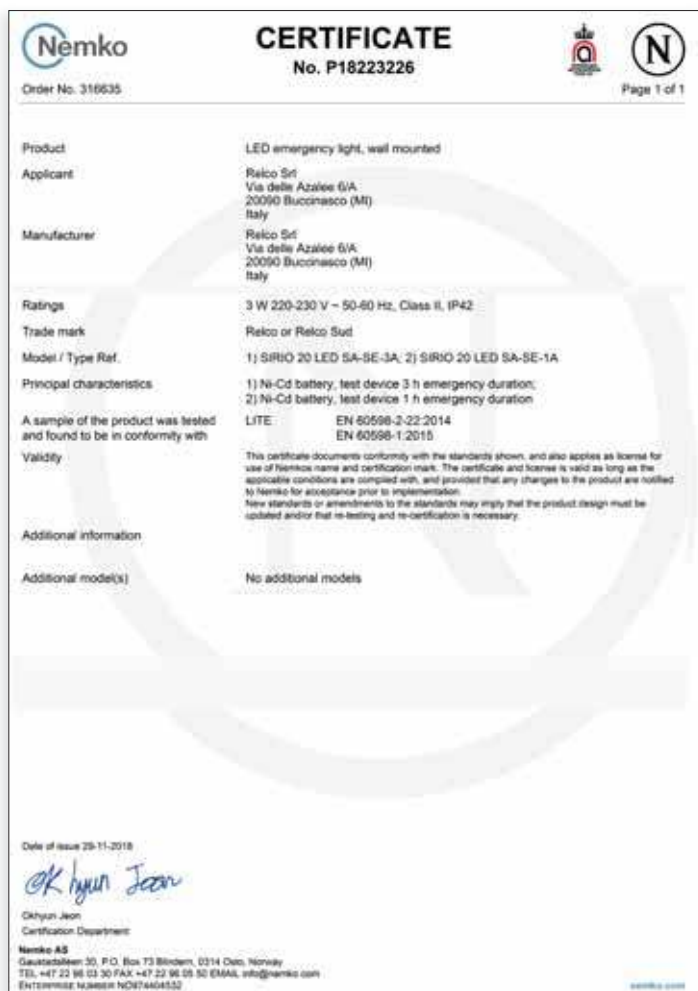 Nemko
CERTIFICATE
No. P18223226
N
Order No. 316635
Page 1 of 1
Product LED emergency light, wall mounted
Applicant Relco Srl
Via delle Azalee 6/A
20090 Buccinasco (MI)
Italy
Manufacturer Relco Srl
Via delle Azalee 6/A
20090 Buccinasco (MI)
Italy
Ratings 3 W 220-230 V ~ 50-60 Hz, Class II, IP42
Trade mark Relco or Relco Sud
Model / Type Ref. 1) SIRIO 20 LED SA-SE-3A; 2) SIRIO 20 LED SA-SE-1A
Principal characteristics 1) Ni-Cd battery, test device 3 h emergency duration;
2) Ni-Cd battery, test device 1 h emergency duration
A sample of the product was tested LITE EN 60598-2-22:2014
and found to be in conformity with EN 60598-1:2015
Validity This certificate documents conformity with the standards shown, and also applies as license for
use of Nemkos name and certification mark. The certificate and license is valid as long as the
applicable conditions are complied with, and provided that any changes to the product are notified
to Nemko for acceptance prior to implementation.
New standards or amendments to the standards may imply that the product design must be
updated and/or that re-testing and re-certification is necessary.
Additional information
Additional model(s) No additional models
Date of issue 29-11-2018
Okhyun Jeon
Okhyun Jeon
Certification Department
Nemko AS
Gaustadalleen 30, P.O. Box 73 Blindern, 0314 Oslo, Norway
TEL +47 22 96 03 30 FAX +47 22 96 05 50 EMAIL info@nemko.com
ENTERPRISE NUMBER NO974404532
nemko.com